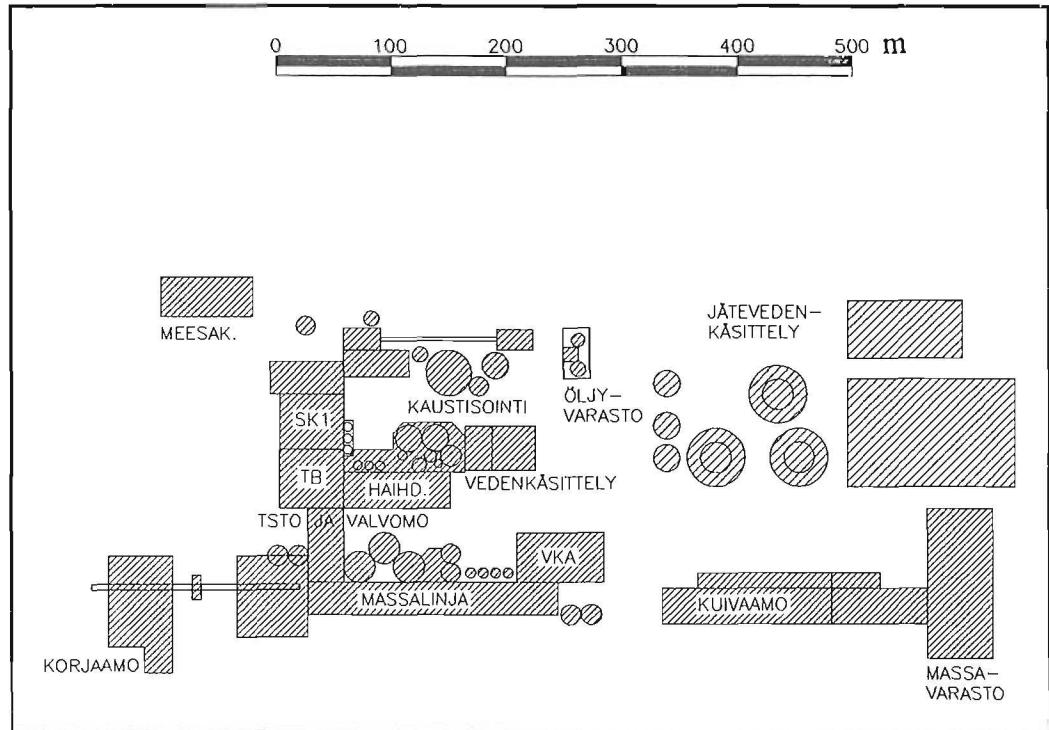 0 100 200 300 400 500 m
MEESAK.
JÄTEVEDEN-
KÄSITTELY
KAUSTISOINTI
ÖLJY-
VARASTO
SK1
TB
HAIHD.
VEDENKÄSITTELY
TSTO JA VALVOMO
VKA
MASSALINJA
KUIVAAMO
KORJAAMO
MASSA-
VARASTO